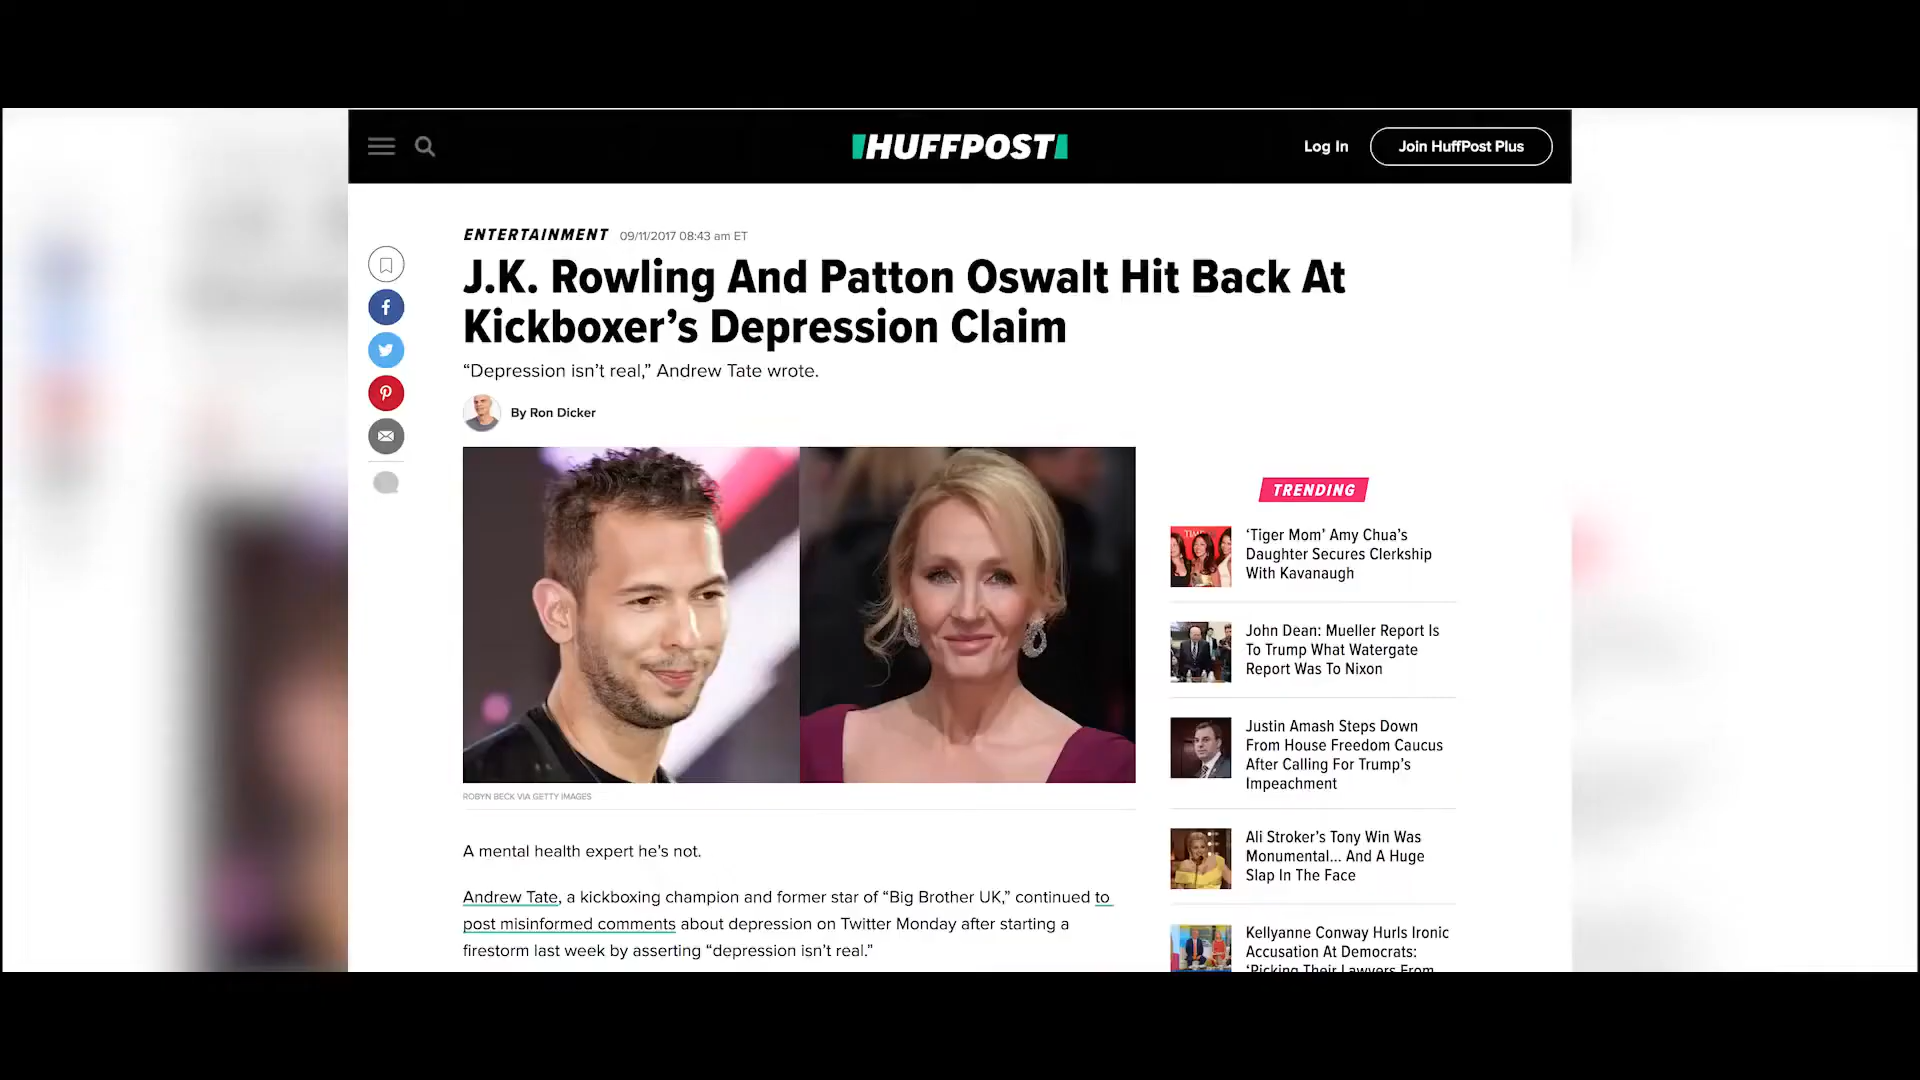 HUFFPOST
Log In
Join HuffPost Plus
ENTERTAINMENT 09/11/2017 08:43 am ET
J.K. Rowling And Patton Oswalt Hit Back At
Kickboxer’s Depression Claim
“Depression isn’t real,” Andrew Tate wrote.
By Ron Dicker
ROBYN BECK VIA GETTY IMAGES
A mental health expert he’s not.
Andrew Tate, a kickboxing champion and former star of “Big Brother UK,” continued to
post misinformed comments about depression on Twitter Monday after starting a
firestorm last week by asserting “depression isn’t real.”
TRENDING
‘Tiger Mom’ Amy Chua’s
Daughter Secures Clerkship
With Kavanaugh
John Dean: Mueller Report Is
To Trump What Watergate
Report Was To Nixon
Justin Amash Steps Down
From House Freedom Caucus
After Calling For Trump’s
Impeachment
Ali Stroker’s Tony Win Was
Monumental... And A Huge
Slap In The Face
Kellyanne Conway Hurls Ironic
Accusation At Democrats:
‘Picking Their Lawyers From